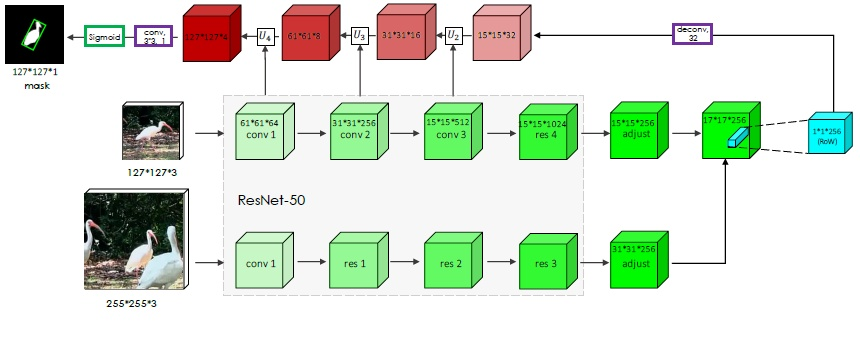 127*127*1
mask
Sigmoid
conv,
3*3, 1
127*127*4
U4
61*61*8
U3
31*31*16
U2
15*15*32
deconv,
32
127*127*3
61*61*64
conv 1
31*31*256
conv 2
15*15*512
conv 3
15*15*1024
res 4
15*15*256
adjust
17*17*256
1*1*256
(RoW)
ResNet-50
255*255*3
conv 1
res 1
res 2
res 3
31*31*256
adjust